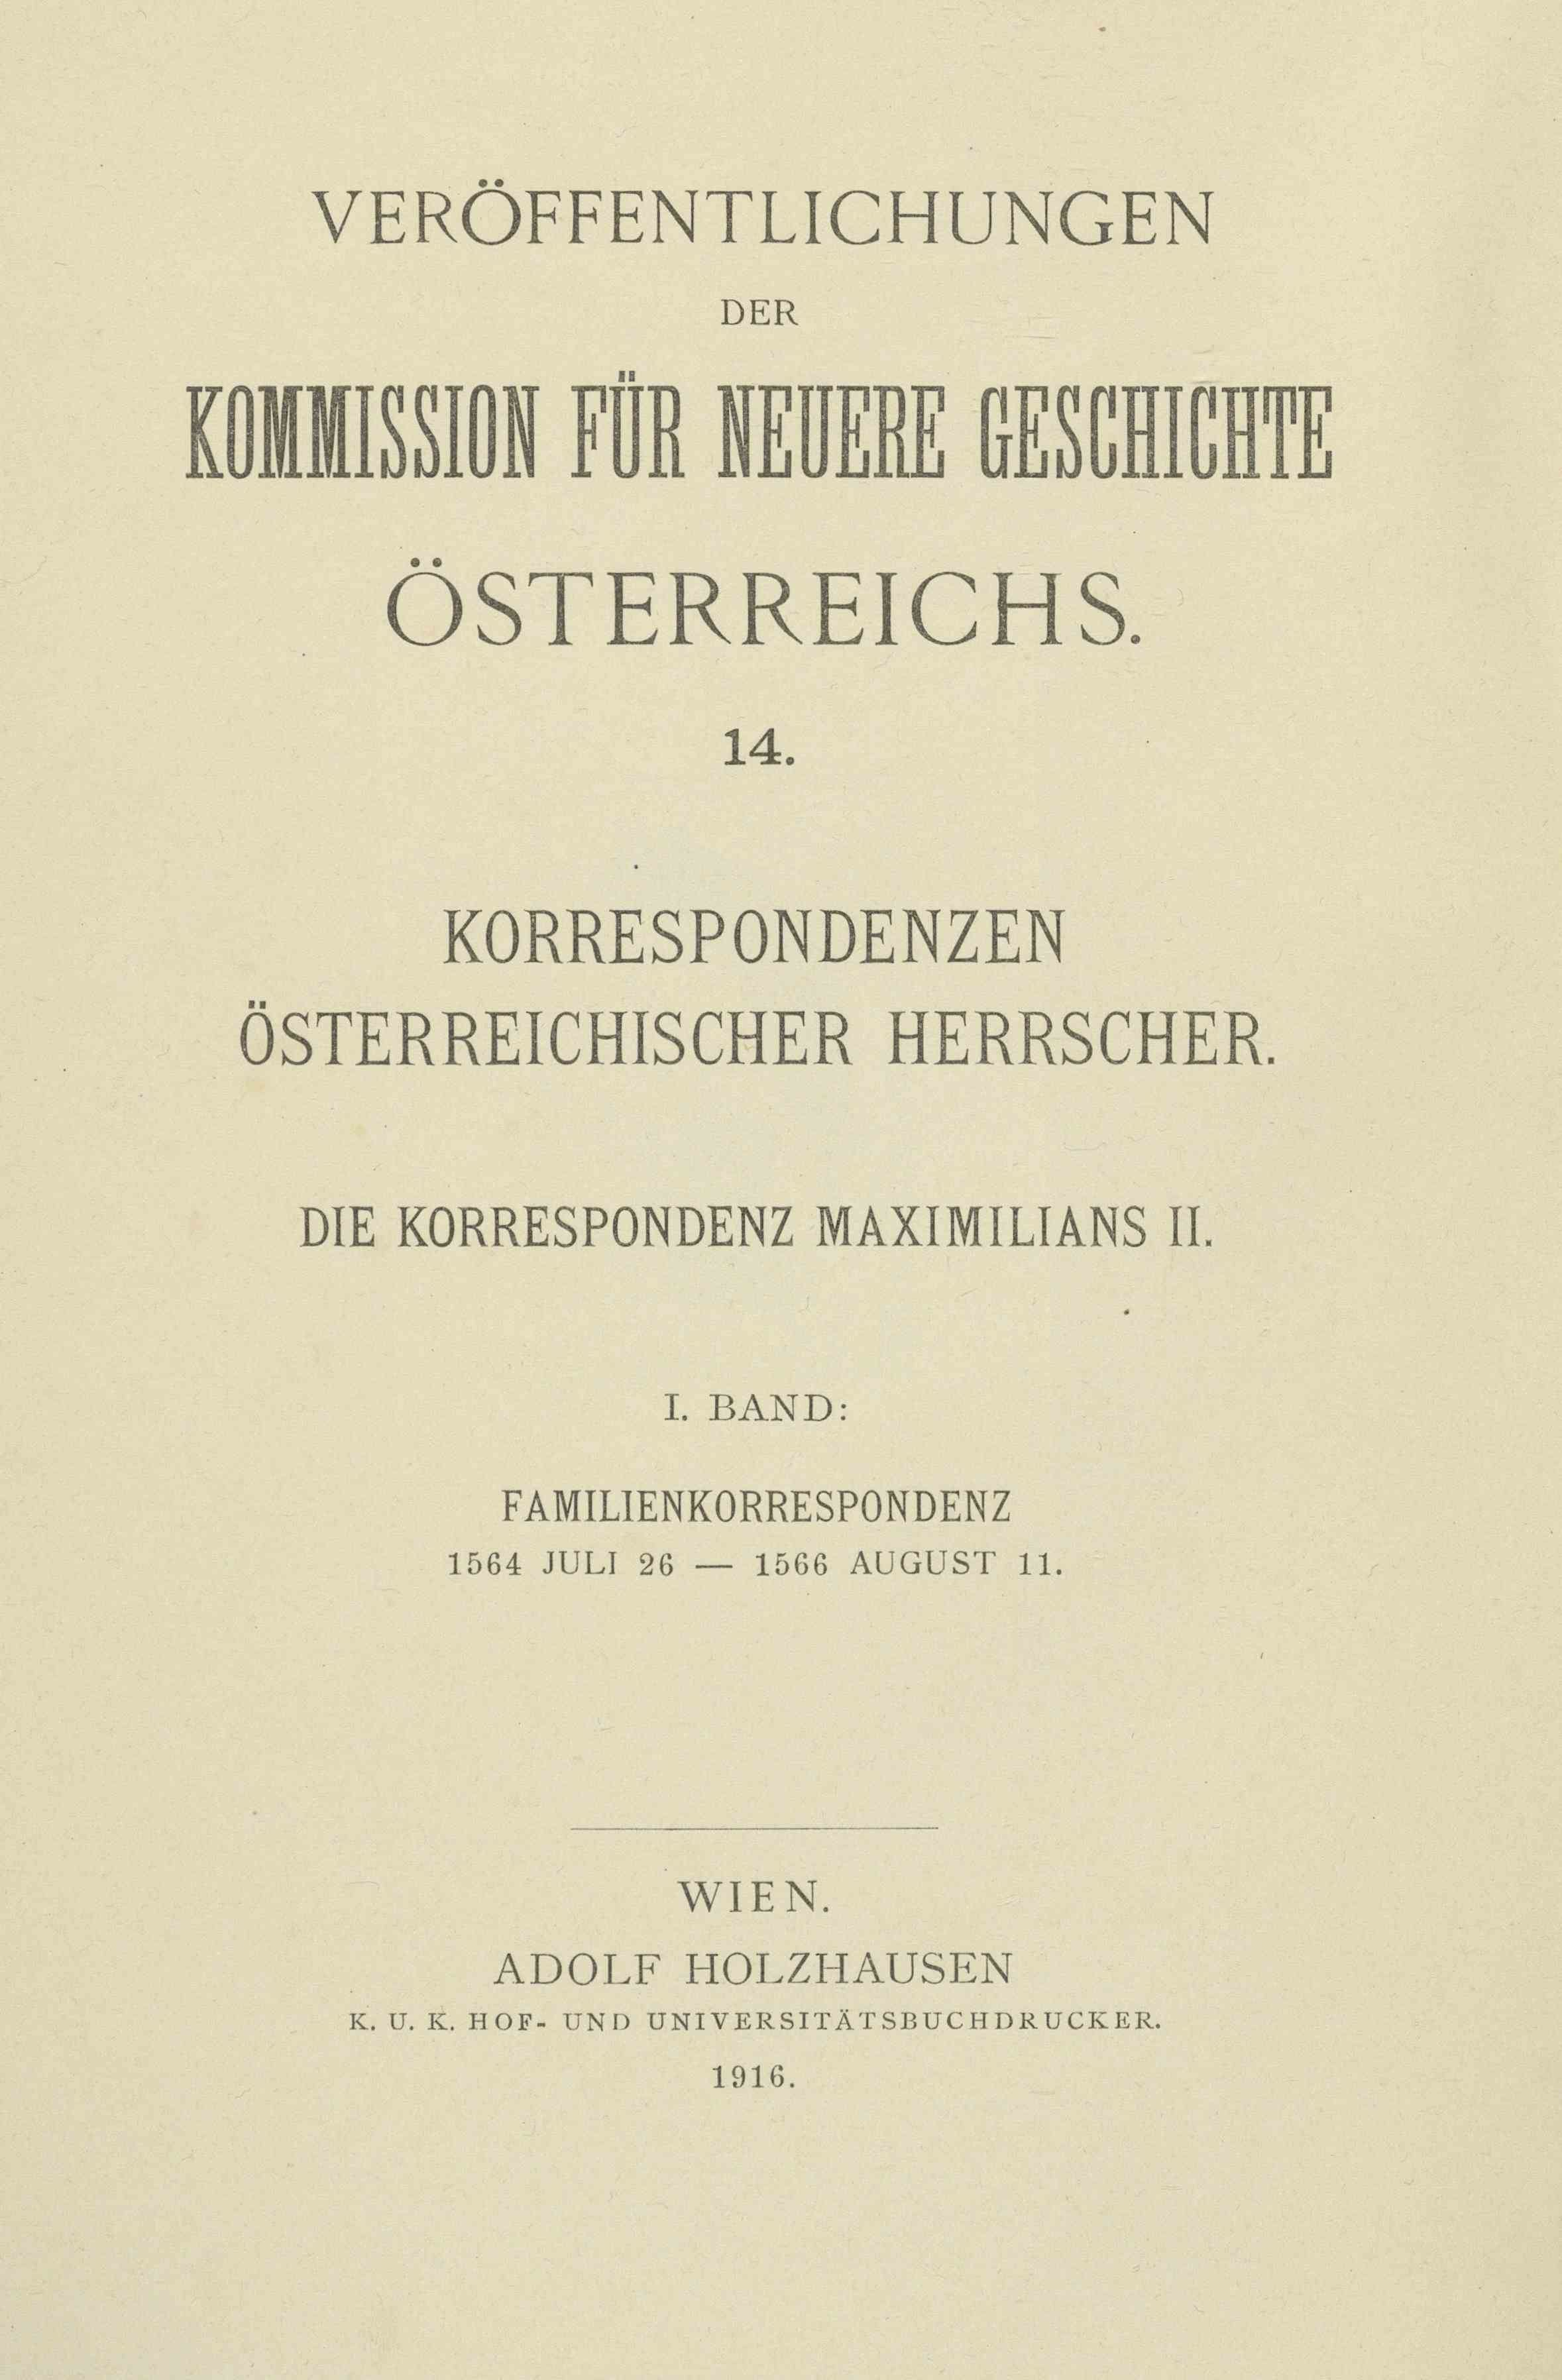 VERÖFFENTLICHUNGEN
DER
KOMMISSION FÜR NEUERE GESCHICHTE
ÖSTERREICHS.
14.
KORRESPONDENZEN
ÖSTERREICHISCHER HERRSCHER.
DIE KORRESPONDENZ MAXIMILIANS II.
I. BAND:
FAMILIENKORRESPONDENZ
1564 JULI 26 — 1566 AUGUST 11.
WIEN.
ADOLF HOLZHAUSEN
K. U. K. HOF- UND UNIVERSITÄTSBUCHDRUCKER.
1916.